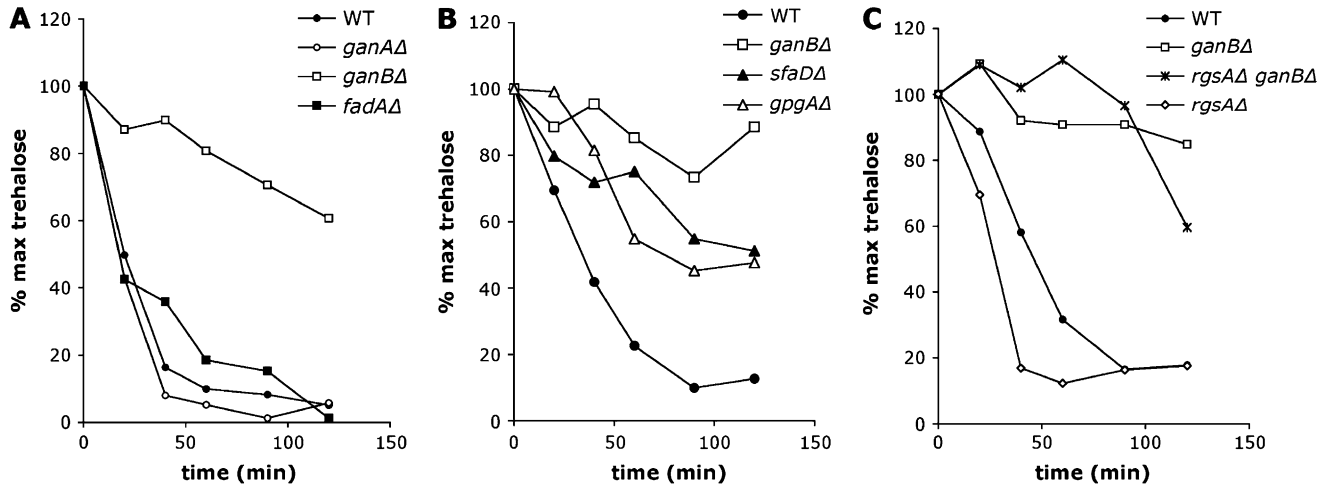 A
WT
ganAΔ
ganBΔ
fadAΔ
120
100
80
60
40
20
0
% max trehalose
0 50 100 150
time (min)
B
WT
ganBΔ
sfaDΔ
gpgAΔ
120
100
80
60
40
20
0
% max trehalose
0 50 100 150
time (min)
C
WT
ganBΔ
rgsAΔ ganBΔ
rgsAΔ
120
100
80
60
40
20
0
% max trehalose
0 50 100 150
time (min)